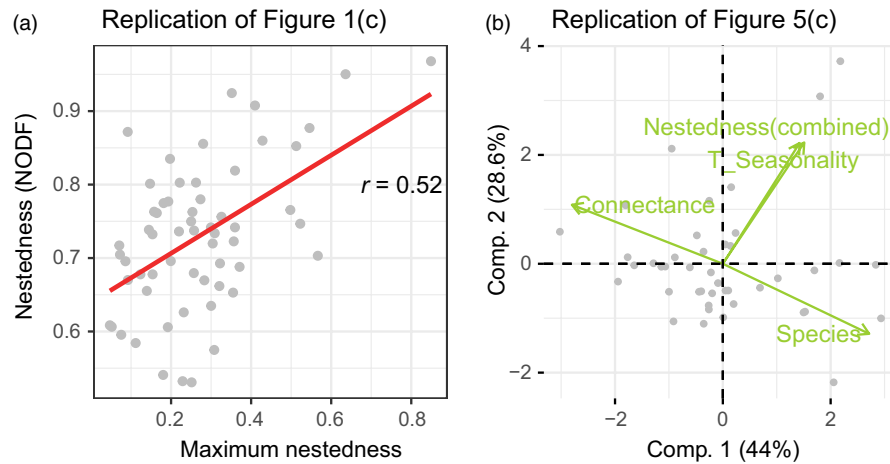 (a) Replication of Figure 1(c)
Nestedness (NODF)
0.9
0.8
0.7
0.6
r = 0.52
0.2 0.4 0.6 0.8
Maximum nestedness
(b) Replication of Figure 5(c)
Comp. 2 (28.6%)
4
2
0
−2
Nestedness(combined)
T_Seasonality
Connectance
Species
−2 0 2
Comp. 1 (44%)